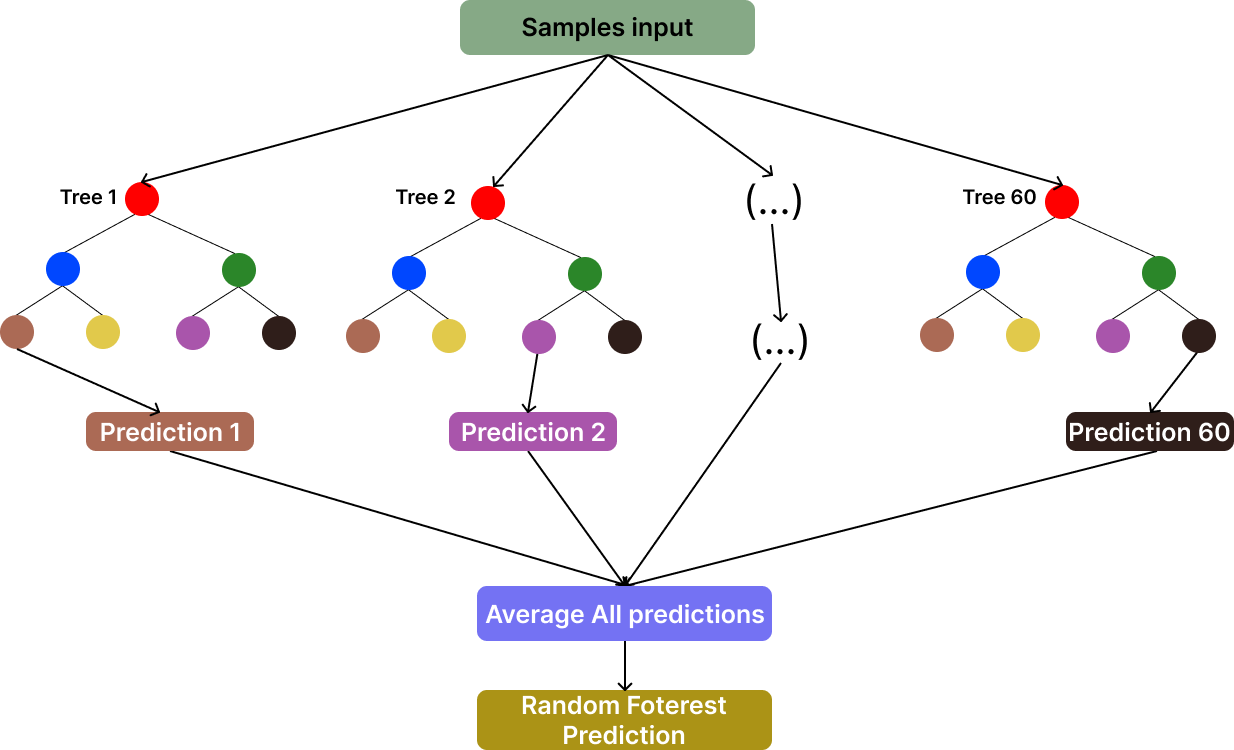 Samples input
Tree 1
Tree 2
(...)
Tree 60
(...)
Prediction 1
Prediction 2
Prediction 60
Average All predictions
Random Foterest
Prediction